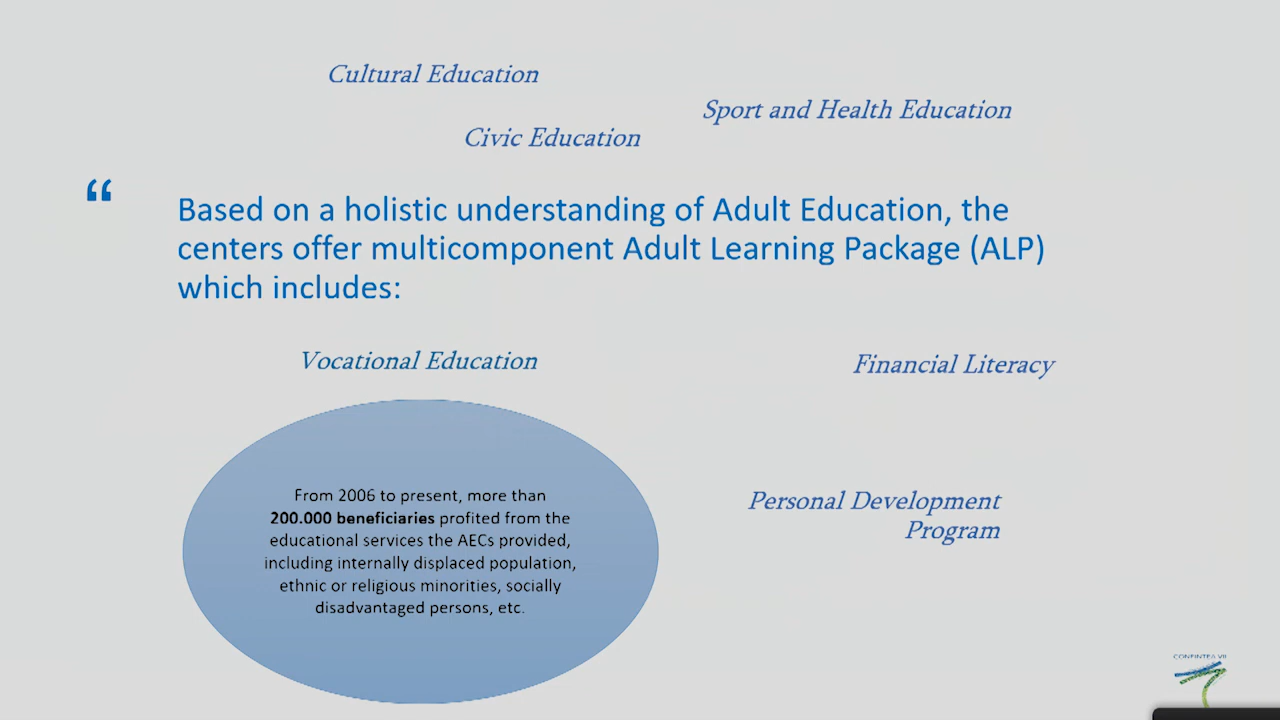 Cultural Education
Sport and Health Education
Civic Education
“
Based on a holistic understanding of Adult Education, the
centers offer multicomponent Adult Learning Package (ALP)
which includes:
Vocational Education
Financial Literacy
From 2006 to present, more than
200.000 beneficiaries profited from the
educational services the AECs provided,
including internally displaced population,
ethnic or religious minorities, socially
disadvantaged persons, etc.
Personal Development
Program
CONFINTEA VII